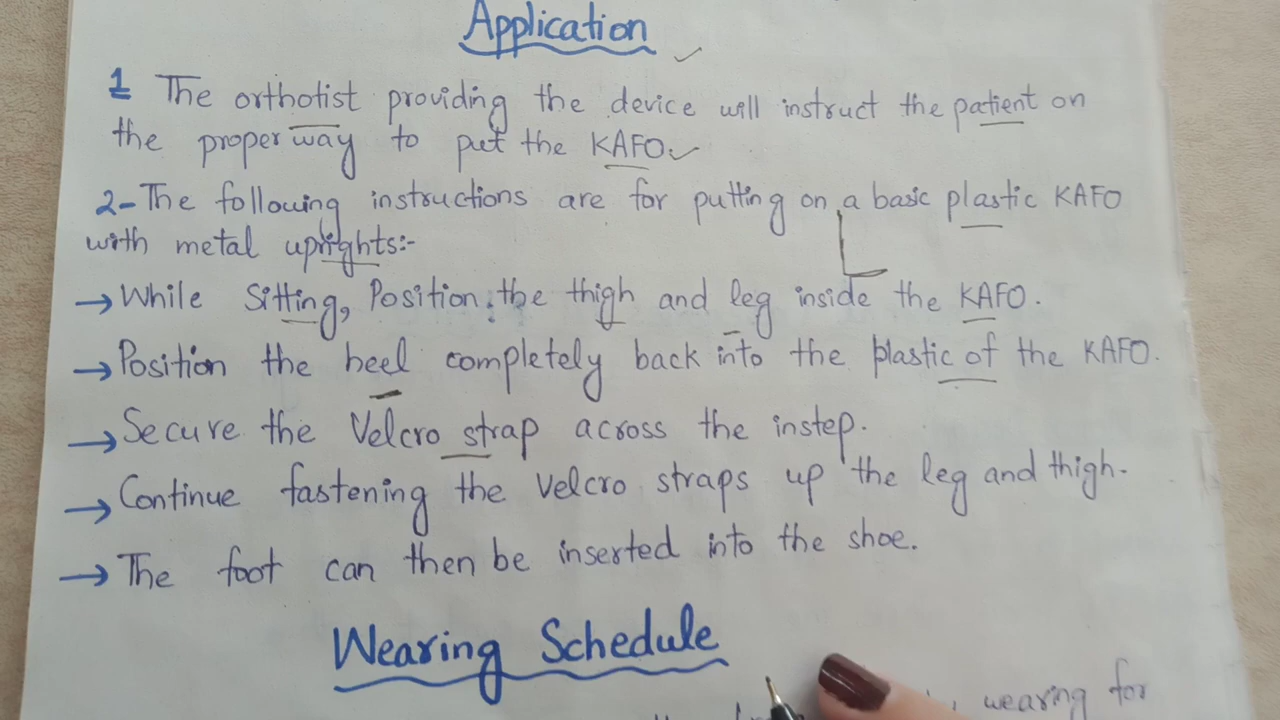 Application
1 The orthotist providing the device will instruct the patient on
the proper way to put the KAFO.
2- The following instructions are for putting on a basic plastic KAFO
with metal uprights:-
→ While Sitting, Position the thigh and leg inside the KAFO.
→ Position the heel completely back into the plastic of the KAFO.
→ Secure the Velcro strap across the instep.
→ Continue fastening the Velcro straps up the leg and thigh.
→ The foot can then be inserted into the shoe.
Wearing Schedule
wearing for